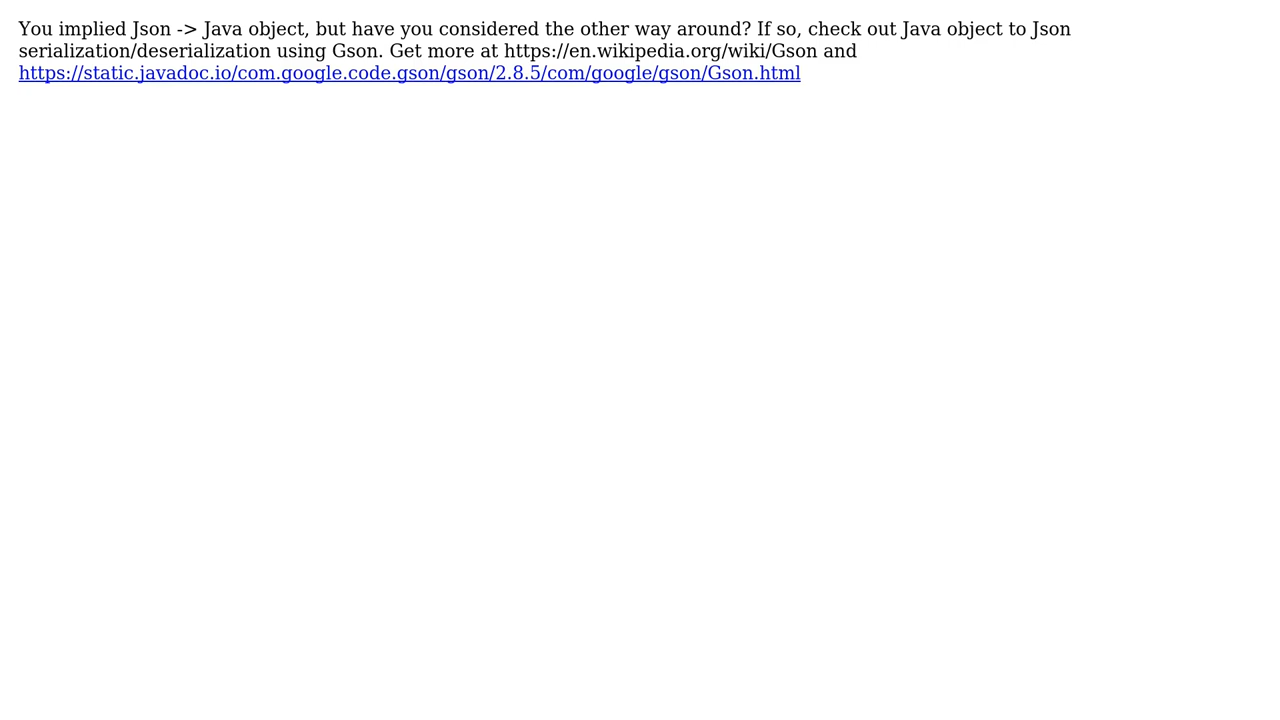 You implied Json -> Java object, but have you considered the other way around? If so, check out Java object to Json
serialization/deserialization using Gson. Get more at https://en.wikipedia.org/wiki/Gson and
https://static.javadoc.io/com.google.code.gson/gson/2.8.5/com/google/gson/Gson.html